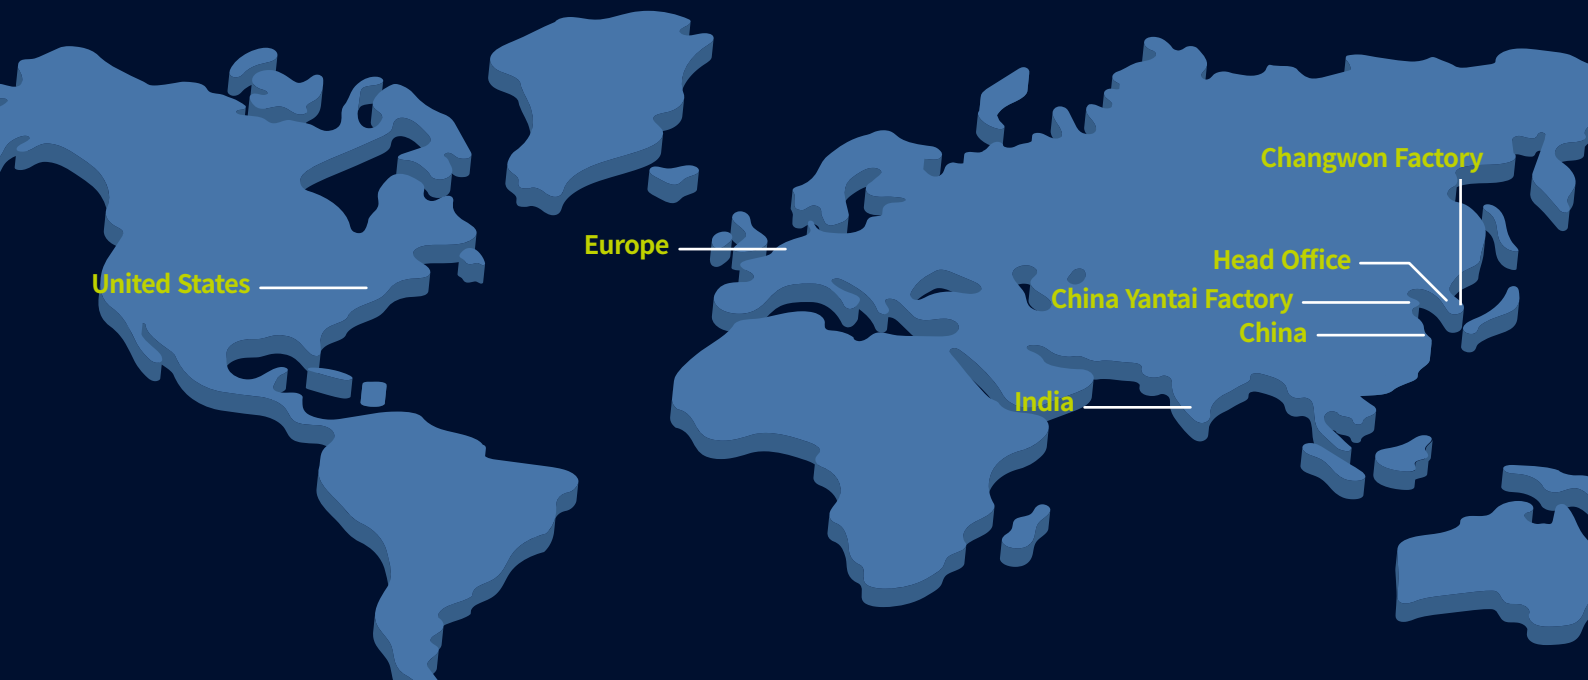 Changwon Factory
Europe
Head Office
United States
China Yantai Factory
China
India